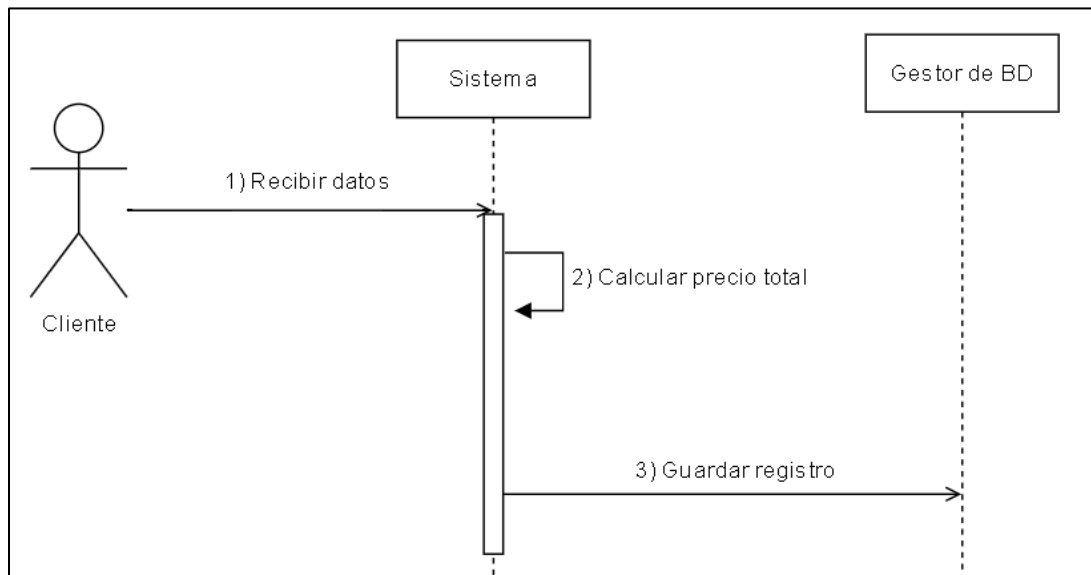 Sistema
Gestor de BD
1) Recibir datos
2) Calcular precio total
Cliente
3) Guardar registro